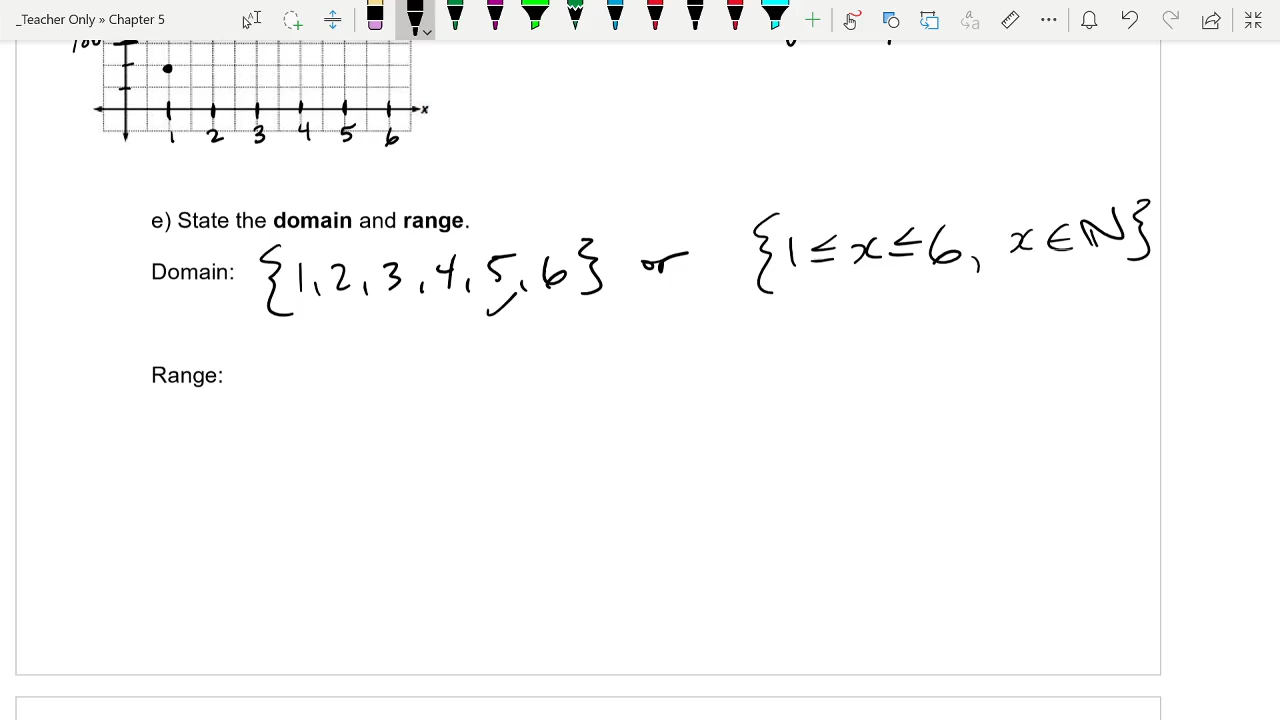 _Teacher Only » Chapter 5
100
x
1 2 3 4 5 6
e) State the domain and range.
Domain: {1, 2, 3, 4, 5, 6} or {1 ≤ x ≤ 6, x ∈ ℕ}
Range: